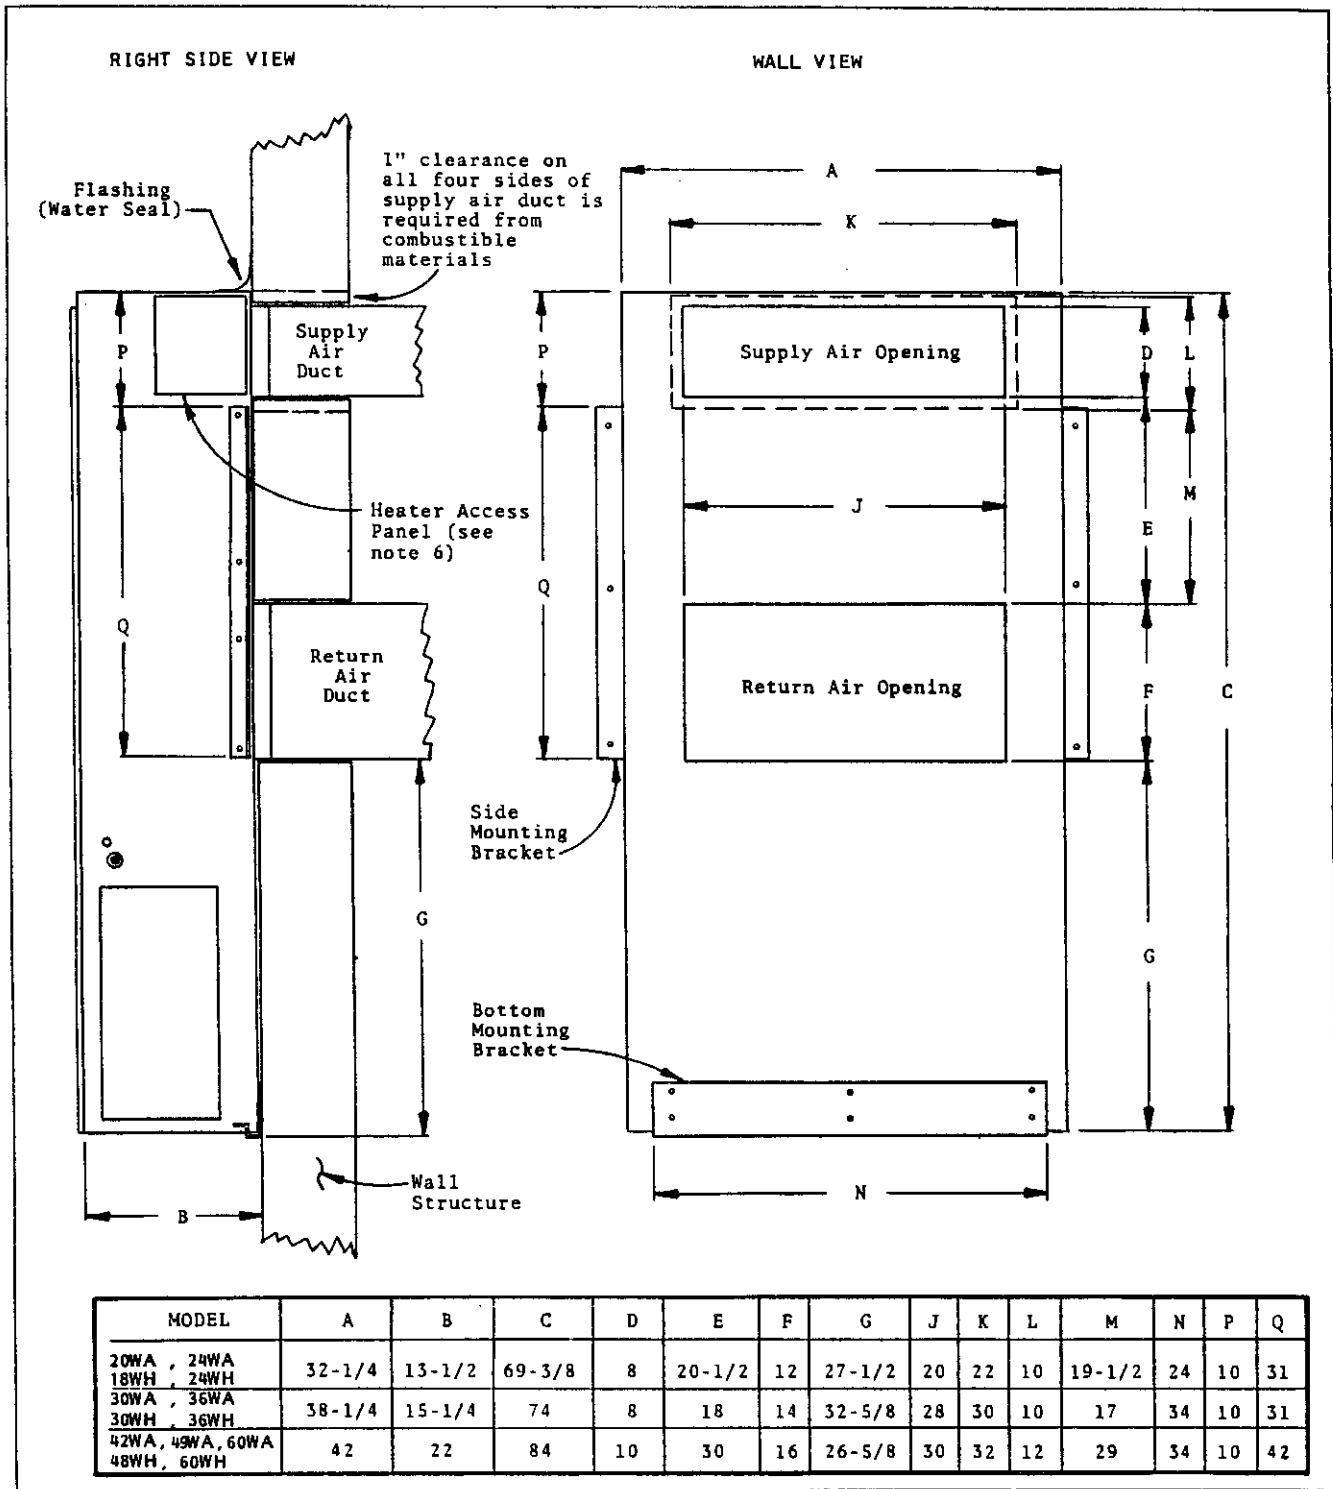 RIGHT SIDE VIEW
WALL VIEW
Flashing
(Water Seal)
1" clearance on
all four sides of
supply air duct is
required from
combustible
materials
A
K
P
Supply
Air
Duct
P
Supply Air Opening
D
L
Heater Access
Panel (see
note 6)
J
M
E
Q
Q
Return
Air
Duct
Return Air Opening
F
C
Side
Mounting
Bracket
G
G
Bottom
Mounting
Bracket
Wall
Structure
B
N
MODEL A B C D E F G J K L M N P Q
20WA , 24WA
18WH , 24WH
32-1/4 13-1/2 69-3/8 8 20-1/2 12 27-1/2 20 22 10 19-1/2 24 10 31
30WA , 36WA
30WH , 36WH
38-1/4 15-1/4 74 8 18 14 32-5/8 28 30 10 17 34 10 31
42WA, 49WA, 60WA
48WH, 60WH
42 22 84 10 30 16 26-5/8 30 32 12 29 34 10 42